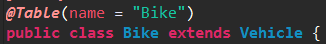 @Table(name = "Bike")
public class Bike extends Vehicle {